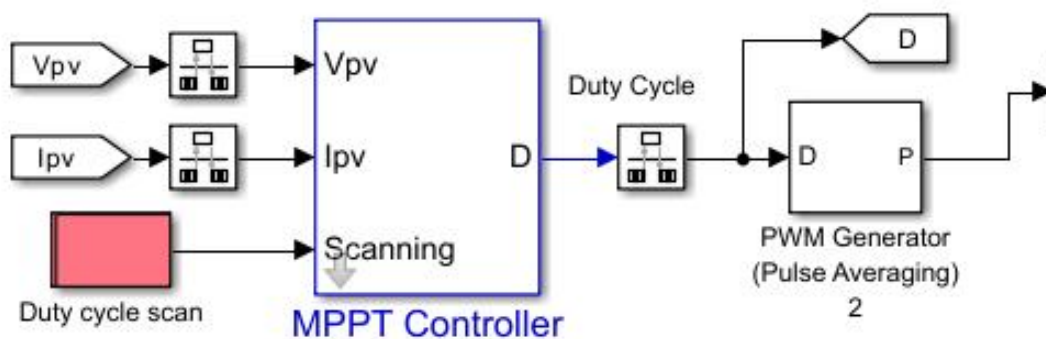 Vpv
Vpv
Duty Cycle
D
Ipv
Ipv
D
D
P
Scanning
Duty cycle scan
MPPT Controller
PWM Generator
(Pulse Averaging)
2